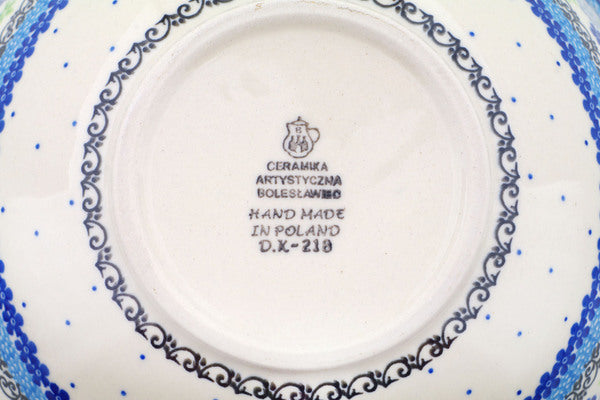 B
CERAMIKA
ARTYSTYCZNA
BOLESŁAWIEC
HAND MADE
IN POLAND
D.K-218